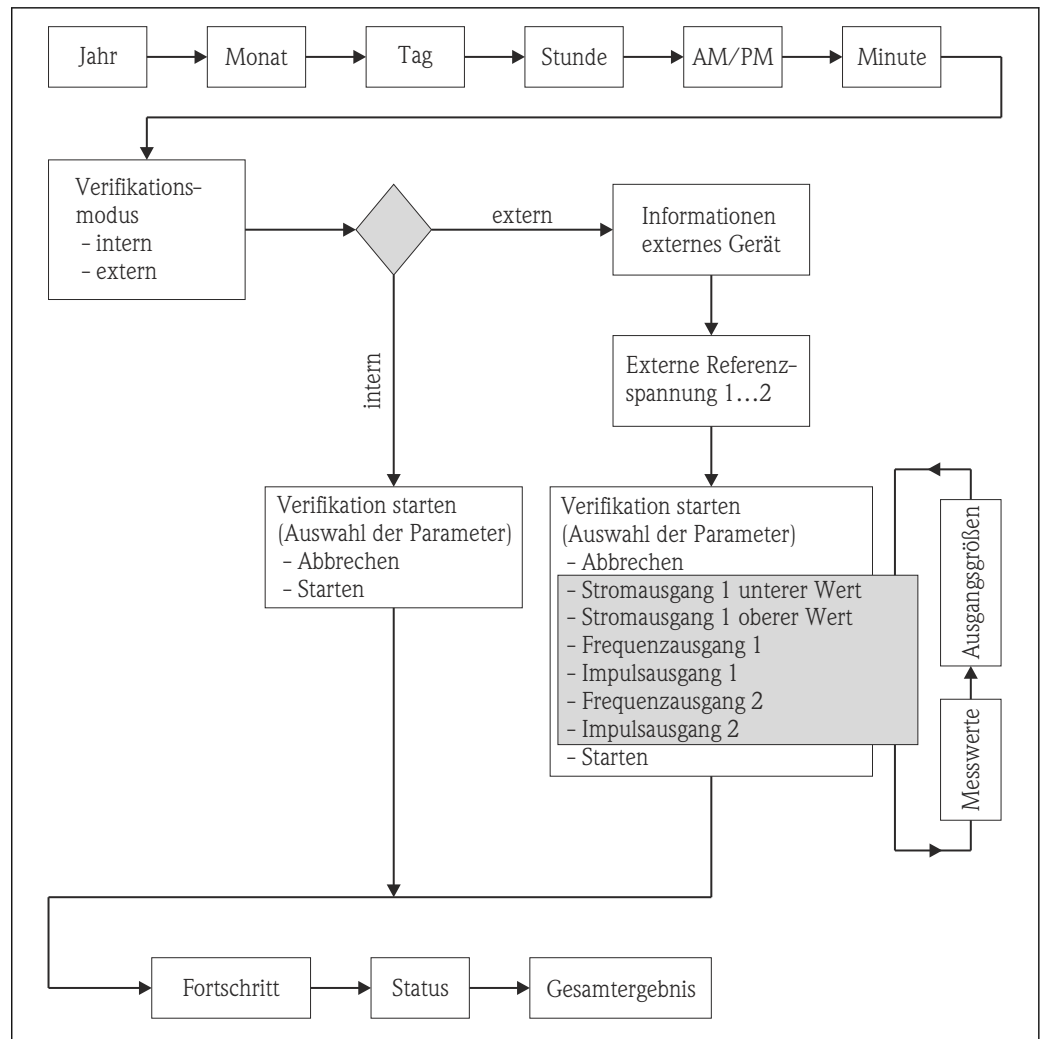 Jahr
Monat
Tag
Stunde
AM/PM
Minute
Verifikations-
modus
- intern
- extern
extern
Informationen
externes Gerät
intern
Externe Referenz-
spannung 1...2
Verifikation starten
(Auswahl der Parameter)
- Abbrechen
- Starten
Verifikation starten
(Auswahl der Parameter)
- Abbrechen
- Stromausgang 1 unterer Wert
- Stromausgang 1 oberer Wert
- Frequenzausgang 1
- Impulsausgang 1
- Frequenzausgang 2
- Impulsausgang 2
- Starten
Ausgangsgrößen
Messwerte
Fortschritt
Status
Gesamtergebnis